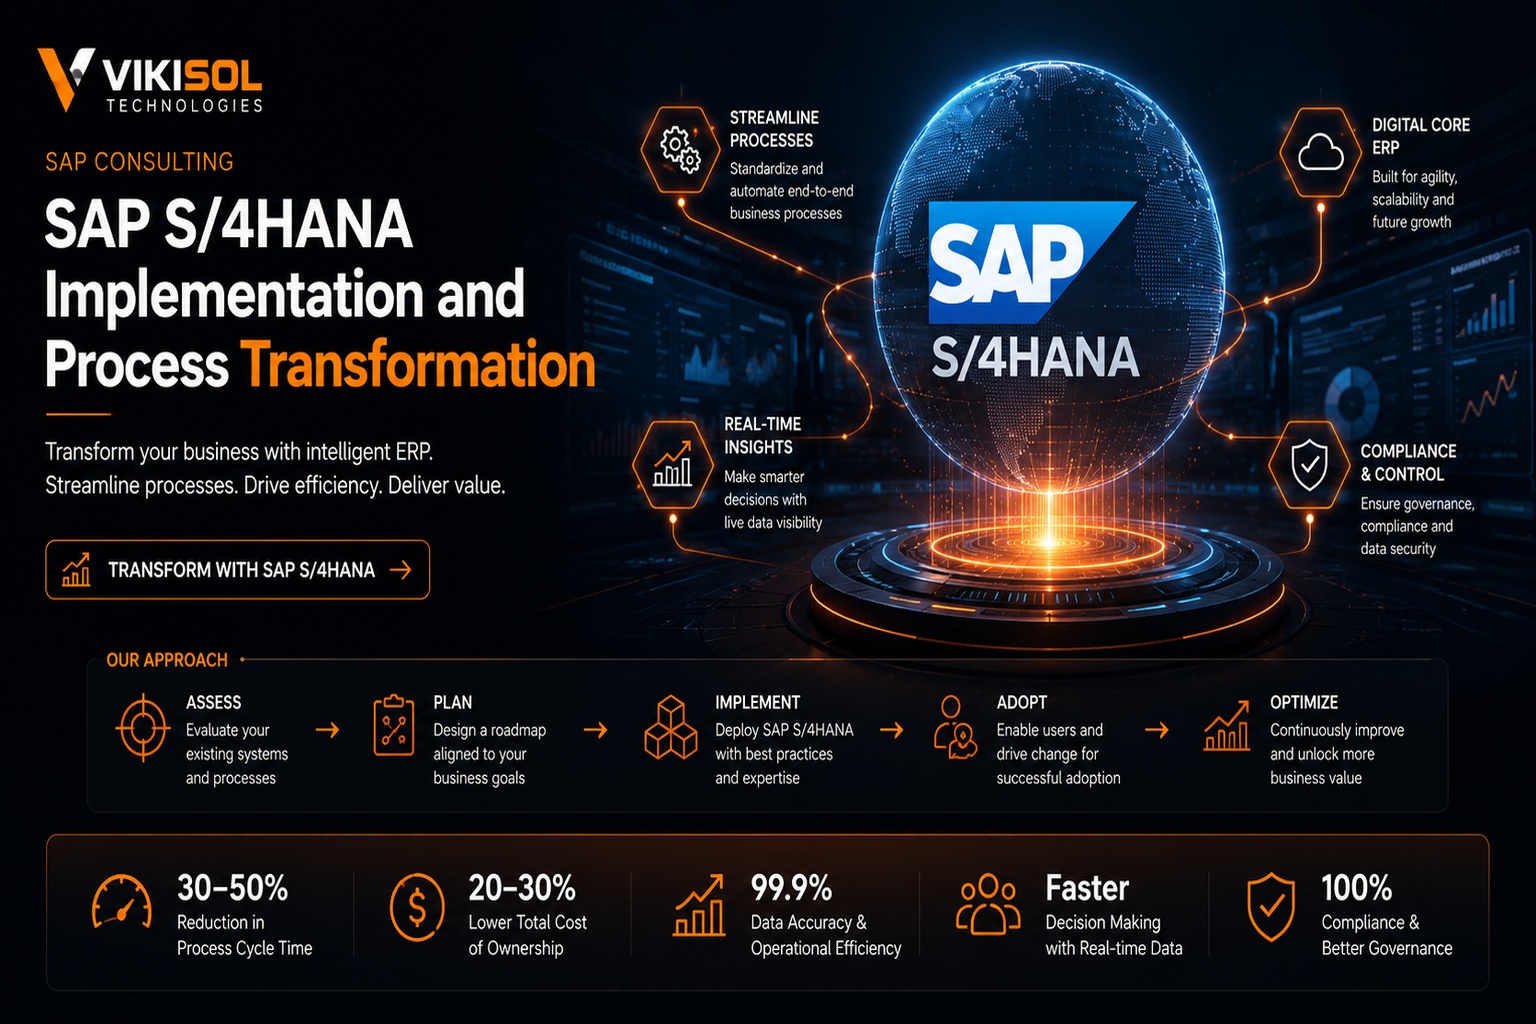 VIKISOL
TECHNOLOGIES
SAP CONSULTING
SAP S/4HANA
Implementation and
Process Transformation
Transform your business with intelligent ERP.
Streamline processes. Drive efficiency. Deliver value.
TRANSFORM WITH SAP S/4HANA
STREAMLINE
PROCESSES
Standardize and
automate end-to-end
business processes
REAL-TIME
INSIGHTS
Make smarter
decisions with
live data visibility
SAP
S/4HANA
DIGITAL CORE
ERP
Built for agility,
scalability and
future growth
COMPLIANCE
& CONTROL
Ensure governance,
compliance and
data security
OUR APPROACH
ASSESS
Evaluate your
existing systems
and processes
PLAN
Design a roadmap
aligned to your
business goals
IMPLEMENT
Deploy SAP S/4HANA
with best practices
and expertise
ADOPT
Enable users and
drive change for
successful adoption
OPTIMIZE
Continuously improve
and unlock more
business value
30–50%
Reduction in
Process Cycle Time
20–30%
Lower Total Cost
of Ownership
99.9%
Data Accuracy &
Operational Efficiency
Faster
Decision Making
with Real-time Data
100%
Compliance &
Better Governance